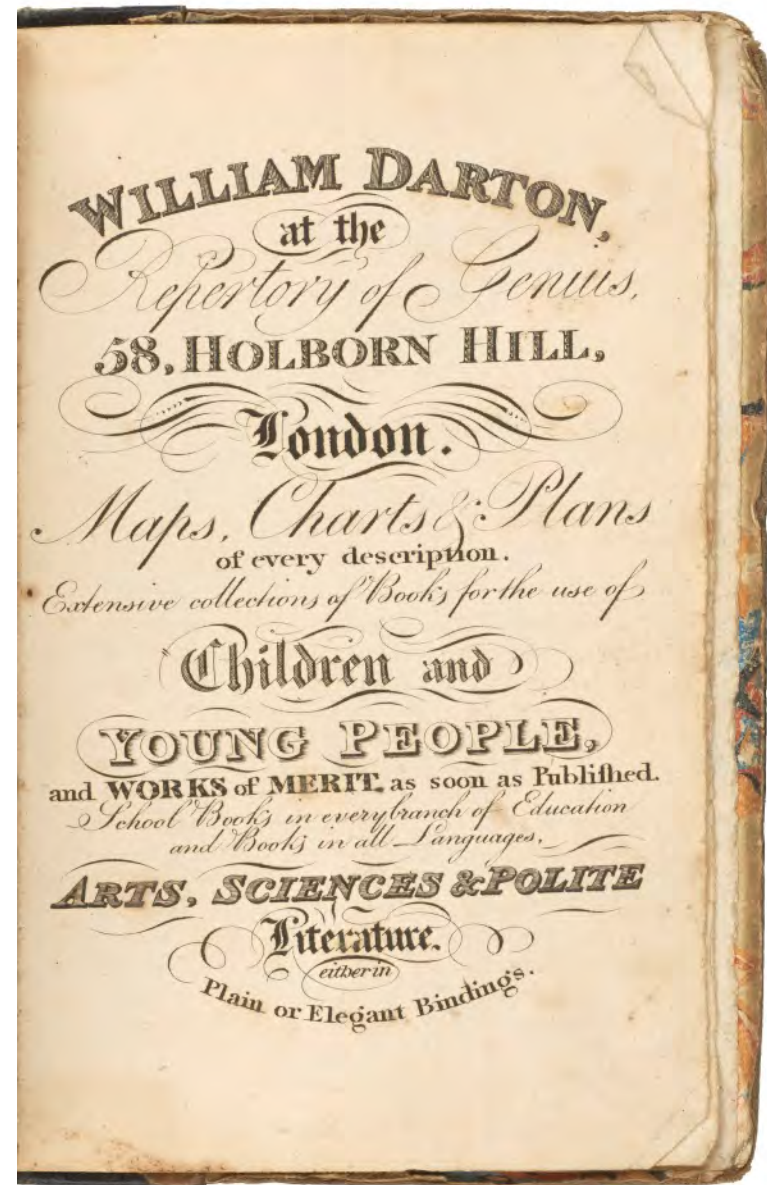 WILLIAM DARTON,
at the
Repertory of Genius,
58, HOLBORN HILL,
London.
Maps, Charts & Plans
of every description.
Extensive collections of Books for the use of
Children and
YOUNG PEOPLE,
and WORKS of MERIT, as soon as Publiſhed.
School Books in every branch of Education
and Books in all Languages,
ARTS, SCIENCES & POLITE
Literature.
either in
Plain or Elegant Bindings.